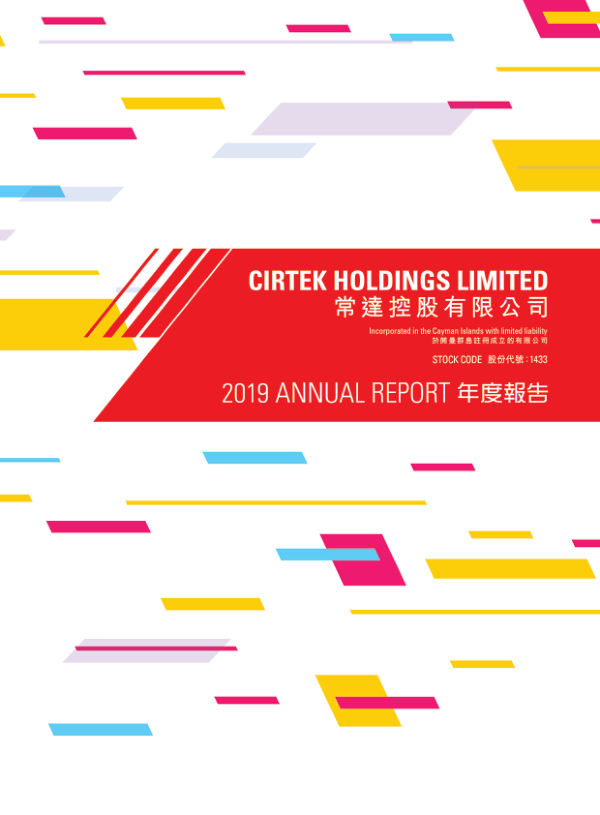 CIRTEK HOLDINGS LIMITED
常達控股有限公司
Incorporated in the Cayman Islands with limited liability
於開曼群島註冊成立的有限公司
STOCK CODE 股份代號：1433
2019 ANNUAL REPORT 年度報告